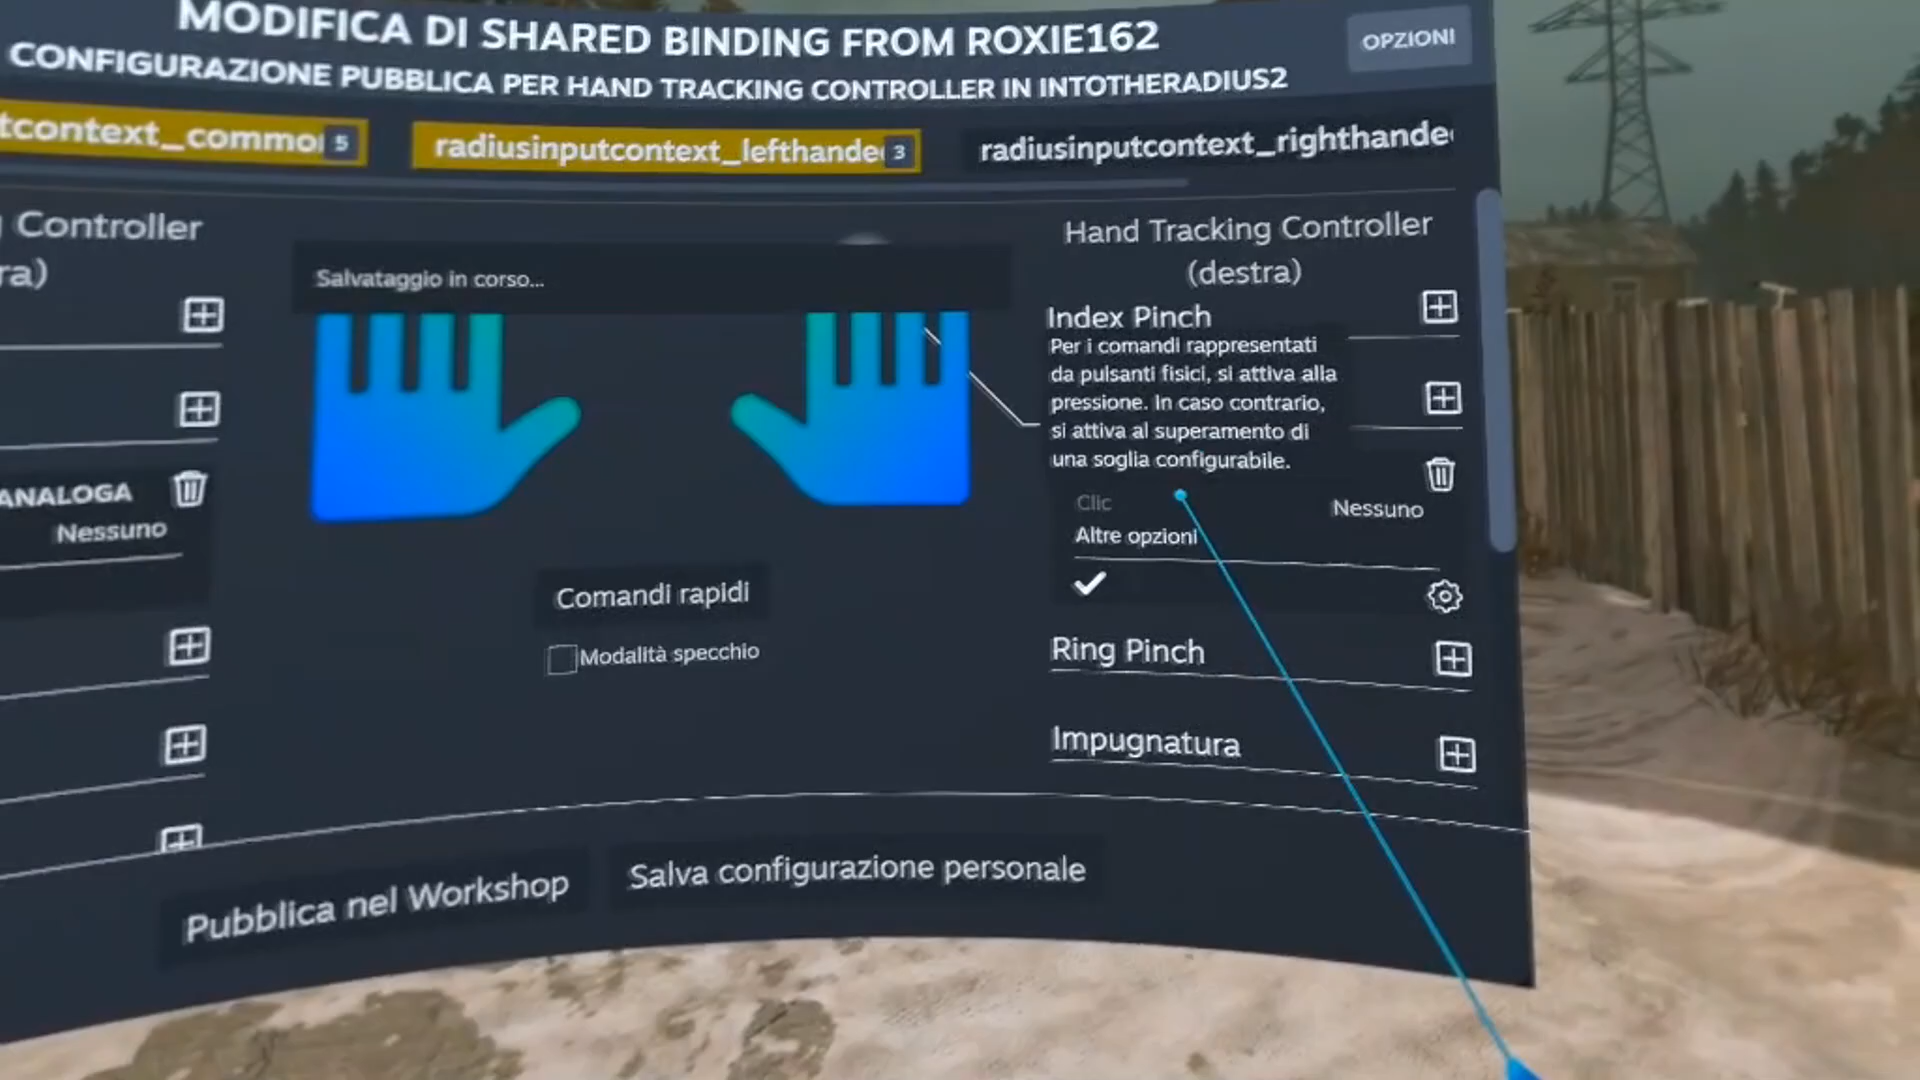 MODIFICA DI SHARED BINDING FROM ROXIE162
OPZIONI
CONFIGURAZIONE PUBBLICA PER HAND TRACKING CONTROLLER IN INTOTHERADIUS2
tcontext_commo 5
radiusinputcontext_lefthande 3
radiusinputcontext_righthande
Controller
ra)
Hand Tracking Controller
(destra)
Salvataggio in corso...
Index Pinch
Per i comandi rappresentati
da pulsanti fisici, si attiva alla
pressione. In caso contrario,
si attiva al superamento di
una soglia configurabile.
ANALOGA
Nessuno
Clic
Nessuno
Altre opzioni
Comandi rapidi
Modalità specchio
Ring Pinch
Impugnatura
Pubblica nel Workshop
Salva configurazione personale